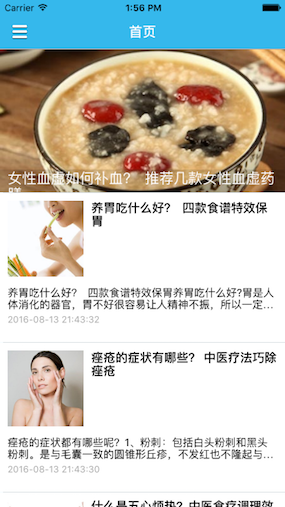 Carrier 1:56 PM
首页
女性血虚如何补血? 推荐几款女性血虚药
膳
养胃吃什么好? 四款食谱特效保
胃
养胃吃什么好? 四款食谱特效保胃养胃吃什么好?胃是人
体消化的器官，胃不好很容易让人精神不振，所以一定...
2016-08-13 21:43:32
痤疮的症状有哪些? 中医疗法巧除
痤疮
痤疮的症状都有哪些呢? 1、粉刺：包括白头粉刺和黑头
粉刺。是与毛囊一致的圆锥形丘疹，不发红也不隆起与...
2016-08-13 21:43:30
什么是五心烦热? 中医食疗调理效